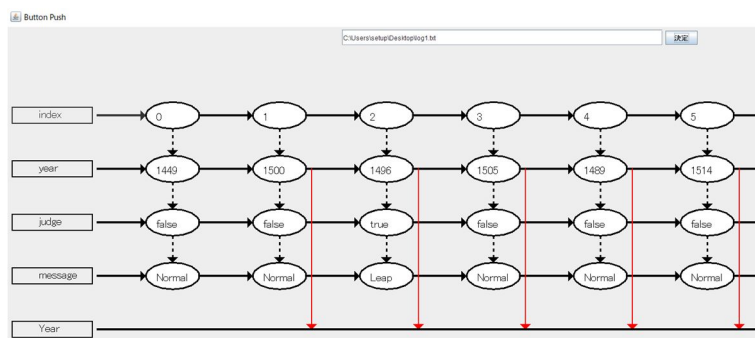 Button Push
C:\Users\setup\Desktop\log1.txt 決定
index 0 1 2 3 4 5
year 1449 1500 1496 1505 1489 1514
judge false false true false false false
message Normal Normal Leap Normal Normal Normal
Year